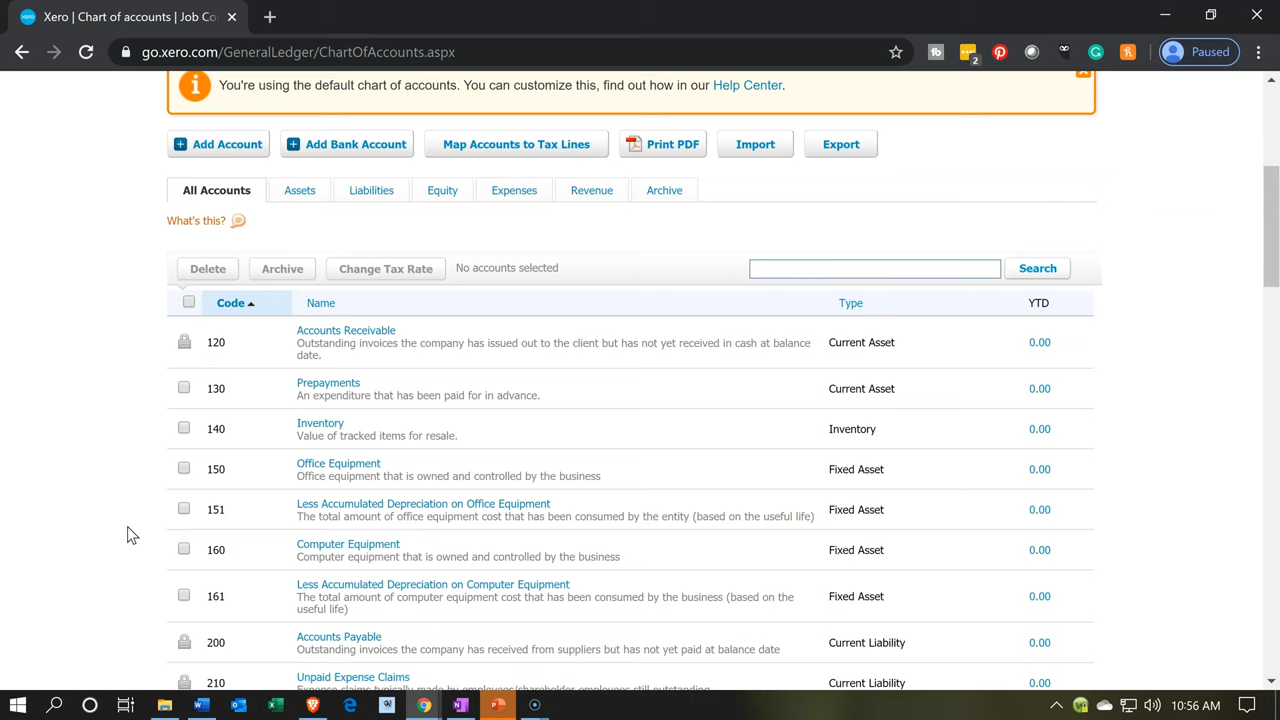 Xero | Chart of accounts | Job Co
go.xero.com/GeneralLedger/ChartOfAccounts.aspx
2
Paused
You're using the default chart of accounts. You can customize this, find out how in our Help Center.
Add Account
Add Bank Account
Map Accounts to Tax Lines
Print PDF
Import
Export
All Accounts
Assets
Liabilities
Equity
Expenses
Revenue
Archive
What's this?
Delete
Archive
Change Tax Rate
No accounts selected
Search
Code
Name
Type
YTD
120
Accounts Receivable
Outstanding invoices the company has issued out to the client but has not yet received in cash at balance
date.
Current Asset
0.00
130
Prepayments
An expenditure that has been paid for in advance.
Current Asset
0.00
140
Inventory
Value of tracked items for resale.
Inventory
0.00
150
Office Equipment
Office equipment that is owned and controlled by the business
Fixed Asset
0.00
151
Less Accumulated Depreciation on Office Equipment
The total amount of office equipment cost that has been consumed by the entity (based on the useful life)
Fixed Asset
0.00
160
Computer Equipment
Computer equipment that is owned and controlled by the business
Fixed Asset
0.00
161
Less Accumulated Depreciation on Computer Equipment
The total amount of computer equipment cost that has been consumed by the business (based on the
useful life)
Fixed Asset
0.00
200
Accounts Payable
Outstanding invoices the company has received from suppliers but has not yet paid at balance date
Current Liability
0.00
210
Unpaid Expense Claims
Expense claims typically made by employees/shareholder employees still outstanding.
Current Liability
0.00
10:56 AM